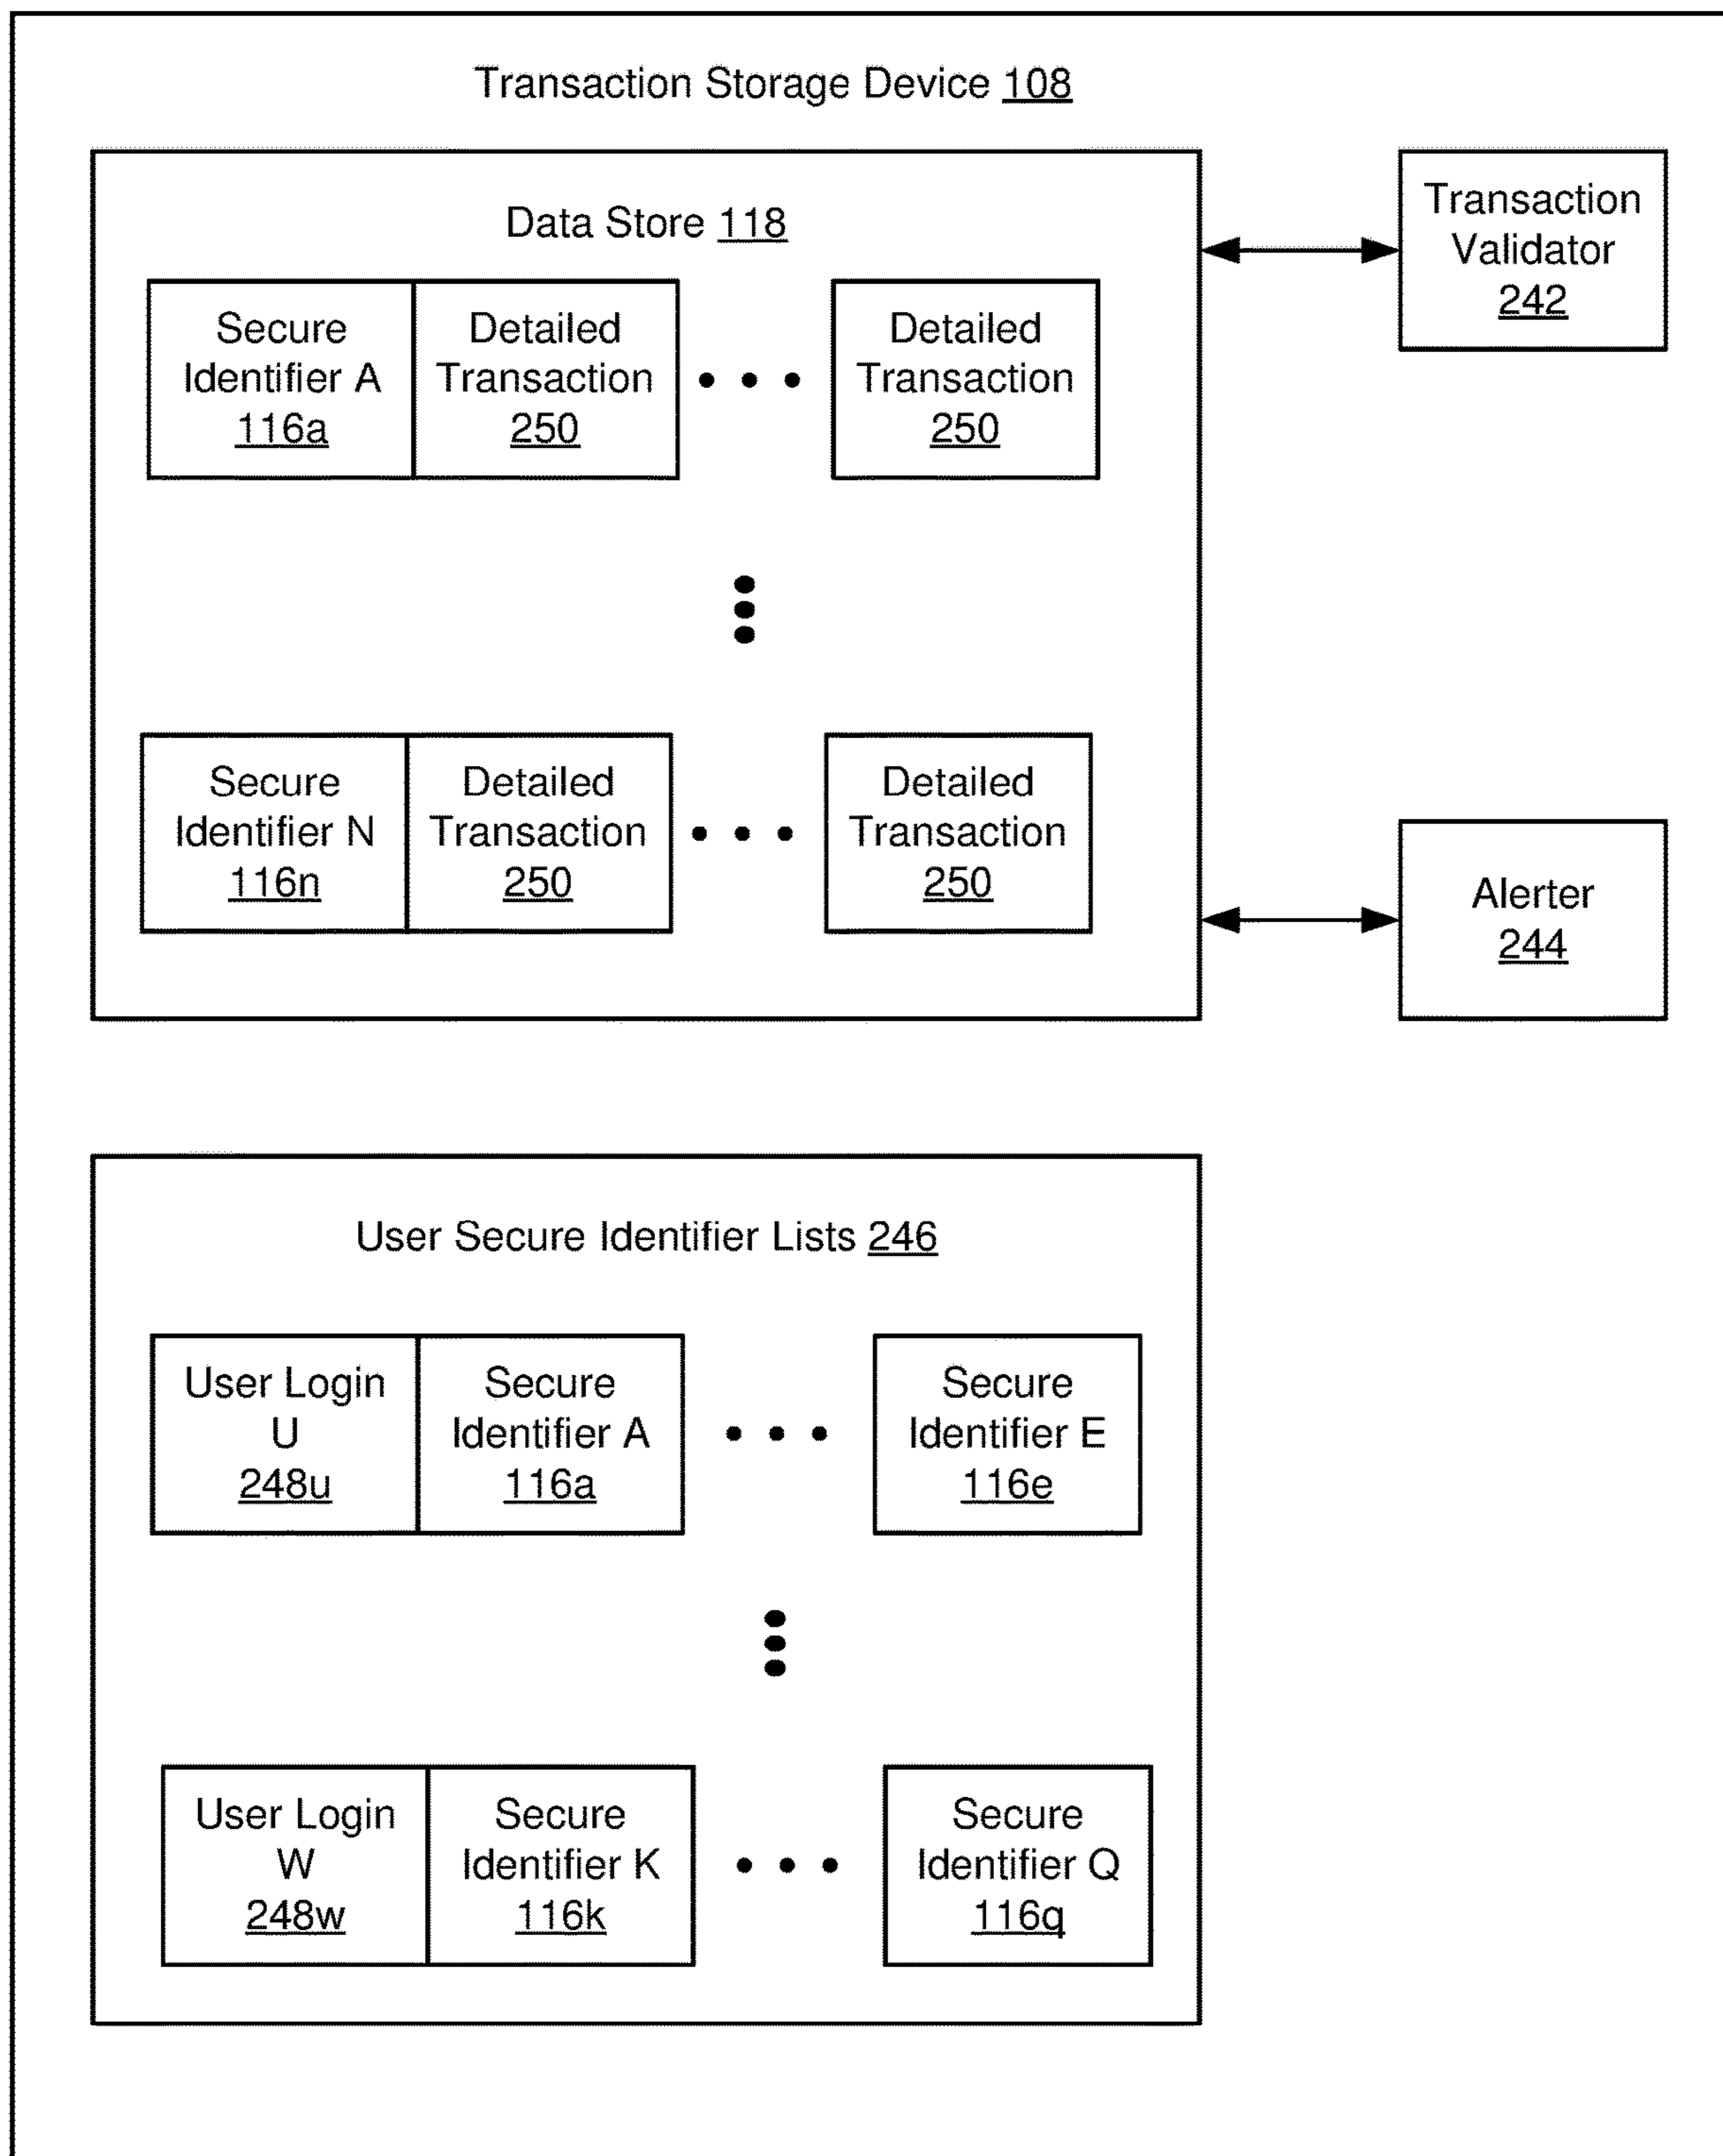 Transaction Storage Device 108
Data Store 118
Secure
Identifier A
116a
Detailed
Transaction
250
Detailed
Transaction
250
Secure
Identifier N
116n
Detailed
Transaction
250
Detailed
Transaction
250
Transaction
Validator
242
Alerter
244
User Secure Identifier Lists 246
User Login
U
248u
Secure
Identifier A
116a
Secure
Identifier E
116e
User Login
W
248w
Secure
Identifier K
116k
Secure
Identifier Q
116q